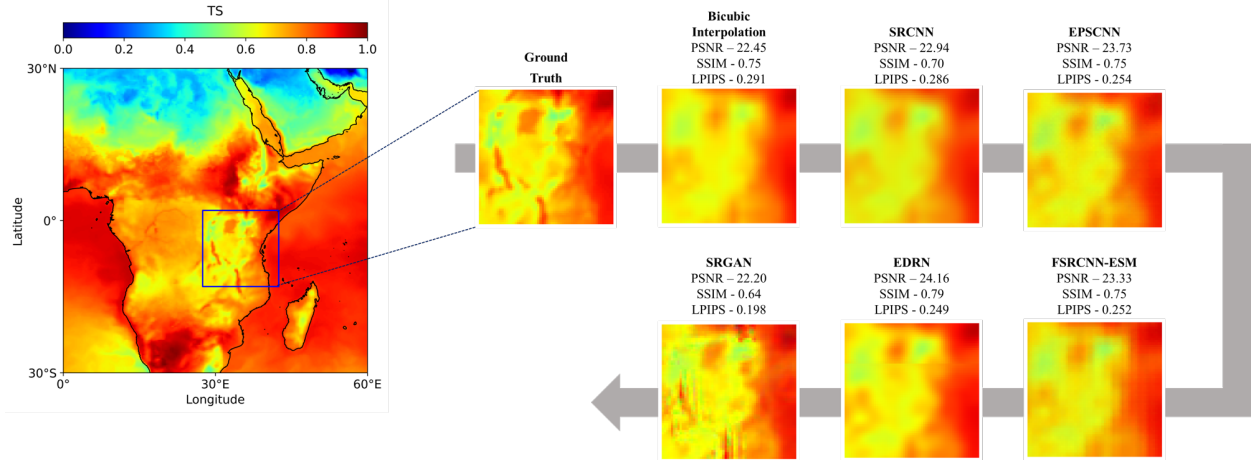 TS
0.0 0.2 0.4 0.6 0.8 1.0
30°N
0°
30°S
0° 30°E 60°E
Latitude
Longitude
Ground
Truth
Bicubic
Interpolation
PSNR – 22.45
SSIM - 0.75
LPIPS - 0.291
SRCNN
PSNR – 22.94
SSIM - 0.70
LPIPS - 0.286
EPSCNN
PSNR – 23.73
SSIM - 0.75
LPIPS - 0.254
SRGAN
PSNR – 22.20
SSIM - 0.64
LPIPS - 0.198
EDRN
PSNR – 24.16
SSIM - 0.79
LPIPS - 0.249
FSRCNN-ESM
PSNR – 23.33
SSIM - 0.75
LPIPS - 0.252